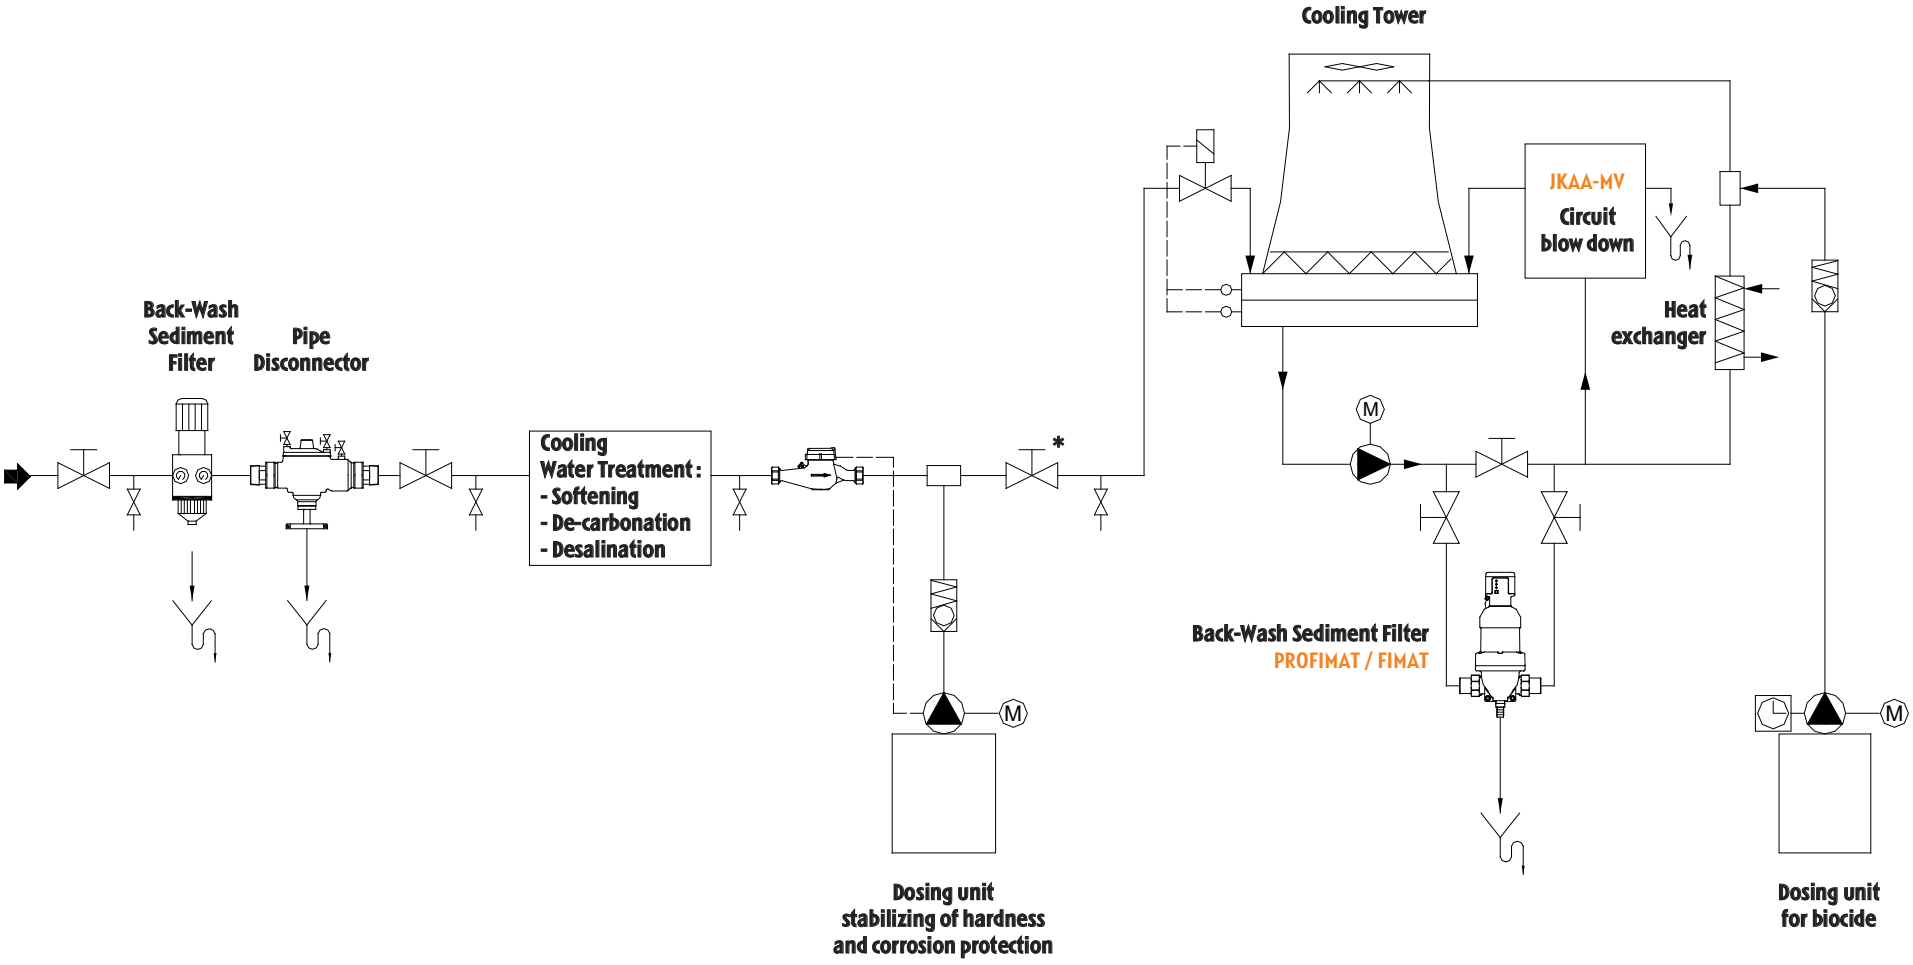 Cooling Tower
JKAA-MV
Circuit
blow down
Back-Wash
Sediment
Filter
Pipe
Disconnector
Heat
exchanger
M
Cooling
Water Treatment :
- Softening
- De-carbonation
- Desalination
*
Back-Wash Sediment Filter
PROFIMAT / FIMAT
M
M
Dosing unit
stabilizing of hardness
and corrosion protection
Dosing unit
for biocide